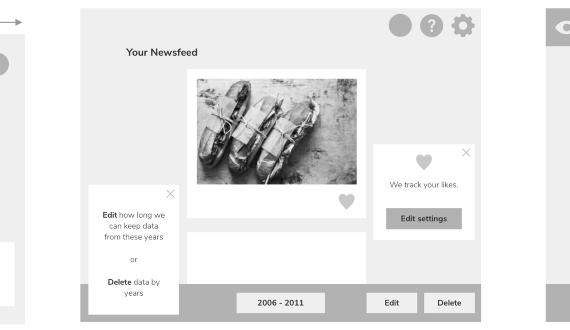 ?
Your Newsfeed
We track your likes.
Edit settings
Edit how long we
can keep data
from these years
or
Delete data by
years
2006 - 2011
Edit
Delete